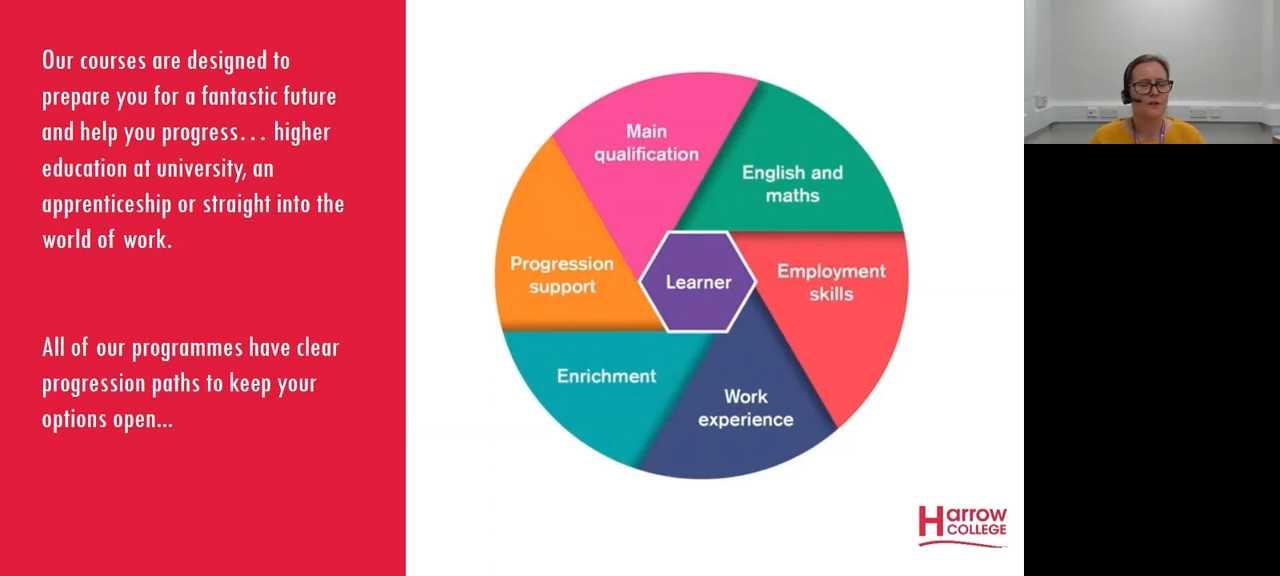 Our courses are designed to
prepare you for a fantastic future
and help you progress... higher
education at university, an
apprenticeship or straight into the
world of work.
All of our programmes have clear
progression paths to keep your
options open...
Main
qualification
English and
maths
Employment
skills
Work
experience
Enrichment
Progression
support
Learner
Harrow
COLLEGE